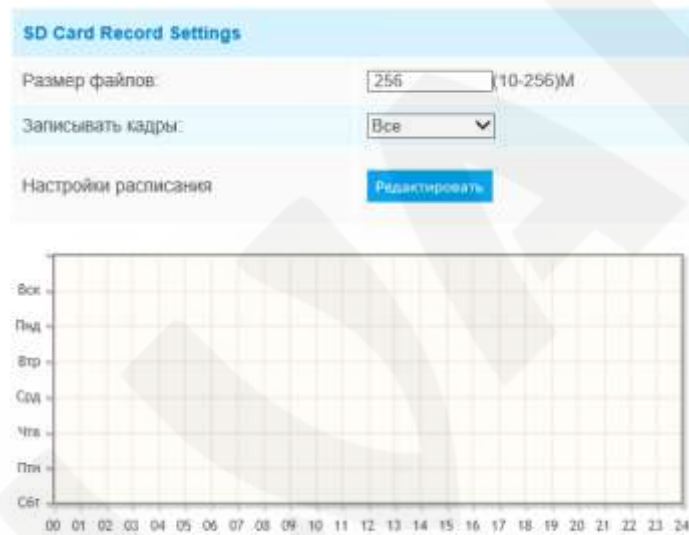 SD Card Record Settings
Размер файлов: 256 (10-256)М
Записывать кадры: Все
Настройки расписания Редактировать
Вск
Пнд
Втр
Срд
Чтв
Птн
Сбт
00 01 02 03 04 05 06 07 08 09 10 11 12 13 14 15 16 17 18 19 20 21 22 23 24